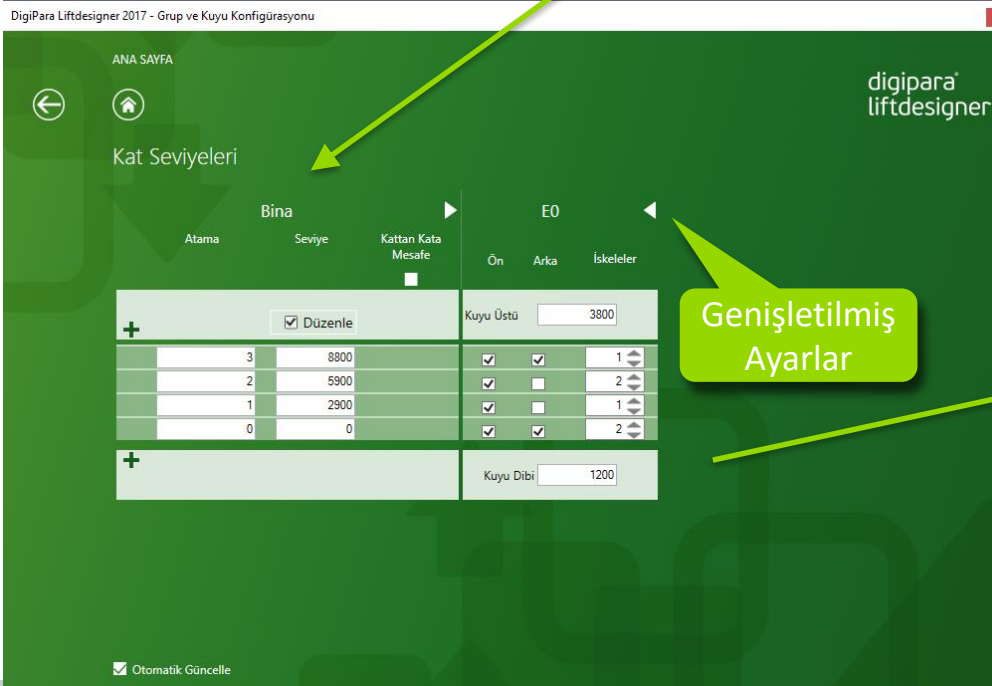 DigiPara Liftdesigner 2017 - Grup ve Kuyu Konfigürasyonu
ANA SAYFA
digipara
liftdesigner
Kat Seviyeleri
Bina E0
Atama Seviye Kattan Kata
Mesafe
Ön Arka İskeleler
Düzenle
Kuyu Üstü 3800
Genişletilmiş
Ayarlar
3 8800 1
2 5900 2
1 2900 1
0 0 2
Kuyu Dibi 1200
Otomatik Güncelle